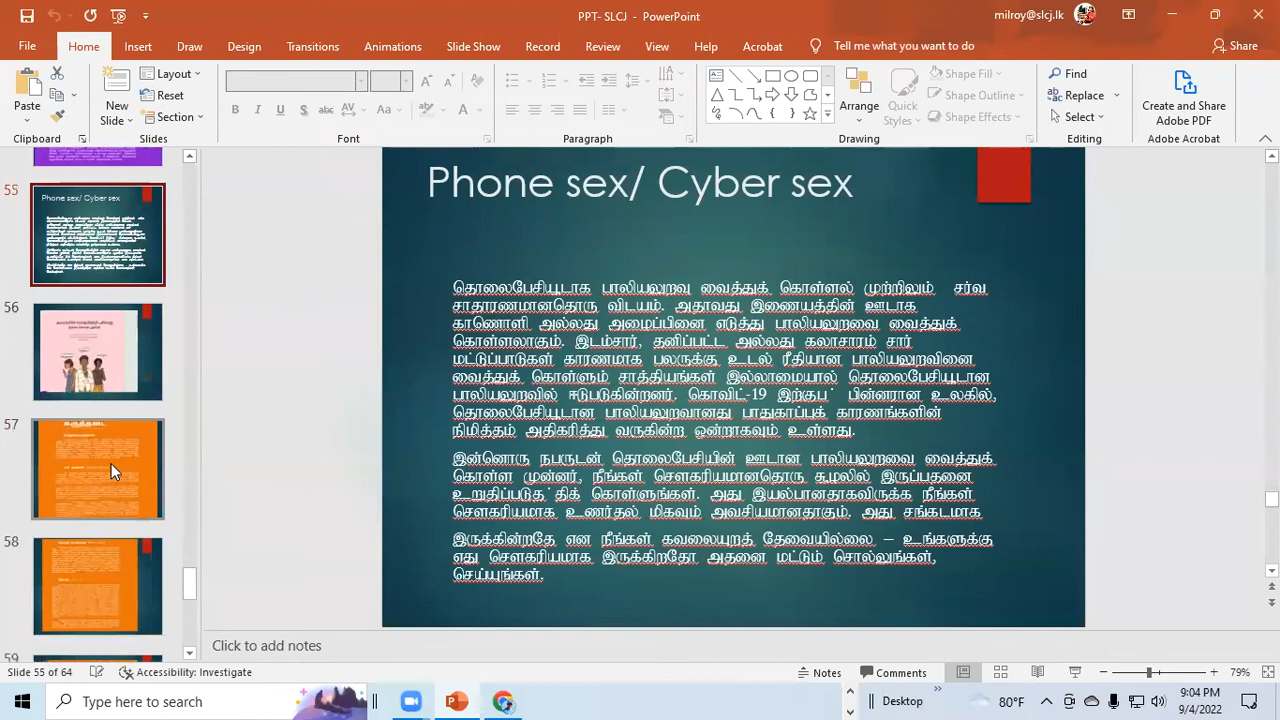 PPT- SLCJ - PowerPoint
milroy@slcj.lk
File Home Insert Draw Design Transitions Animations Slide Show Record Review View Help Acrobat Tell me what you want to do Share
Paste
New Slide
Layout
Reset
Section
Arrange
Quick Styles
Shape Fill
Shape Outline
Shape Effects
Find
Replace
Select
Create and Share Adobe PDF
Clipboard Slides Font Paragraph Drawing Editing Adobe Acrobat
55
Phone sex/ Cyber sex
56
57
58
59
Phone sex/ Cyber sex
தொலைபேசியூடாக பாலியலுறவு வைத்துக் கொள்ளல் முற்றிலும் சர்வ
சாதாரணமானதொரு விடயம். அதாவது இணையத்தின் ஊடாக
காணொளி அல்லது அமைப்பினை எடுத்து பாலியலுறவை வைத்துக்
கொள்ளலாகும். இடம்சார், தனிப்பட்ட அல்லது கலாசாரம் சார்
மட்டுப்பாடுகள் காரணமாக பலருக்கு உடல் ரீதியான பாலியலுறவினை
வைத்துக் கொள்ளும் சாத்தியங்கள் இல்லாமையால் தொலைபேசியூடான
பாலியலுறவில் ஈடுபடுகின்றனர். கொவிட்-19 இற்குப் பின்னரான உலகில்,
தொலைபேசியூடான பாலியலுறவானது பாதுகாப்புக் காரணங்களின்
நிமித்தம் அதிகரித்து வருகின்ற ஒன்றாகவும் உள்ளது.
இன்னொரு நபருடன் தொலைபேசியின் ஊடான பாலியலுறவை வைத்துக்
கொள்ள முன்னர், நீங்கள் சௌகரியமானதொரு சூழலில் இருப்பதனை
உறுதிப்படுத்திக் கொள்ளுங்கள். அது இயல்பானதாகவிருக்க நீங்கள்
சௌகரியமாக உணர்தல் மிகவும் அவசியமானதாகும். அது சங்கடமாக
இருக்கின்றதே என நீங்கள் கவலையுறத் தேவையில்லை – உங்களுக்கு
எது சௌகரியமாக இருக்கிறதோ அதனை மட்டும் சொல்லுங்கள்,
செய்யுங்கள்.
Click to add notes
Slide 55 of 64 Accessibility: Investigate Notes Comments 79%
Type here to search Desktop 80°F 9:04 PM
9/4/2022